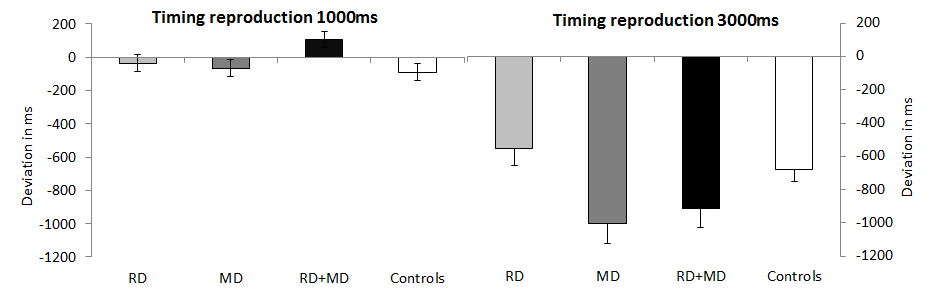 Timing reproduction 1000ms
Timing reproduction 3000ms
200
0
-200
-400
-600
-800
-1000
-1200
Deviation in ms
RD
MD
RD+MD
Controls
RD
MD
RD+MD
Controls
200
0
-200
-400
-600
-800
-1000
-1200
Deviation in ms